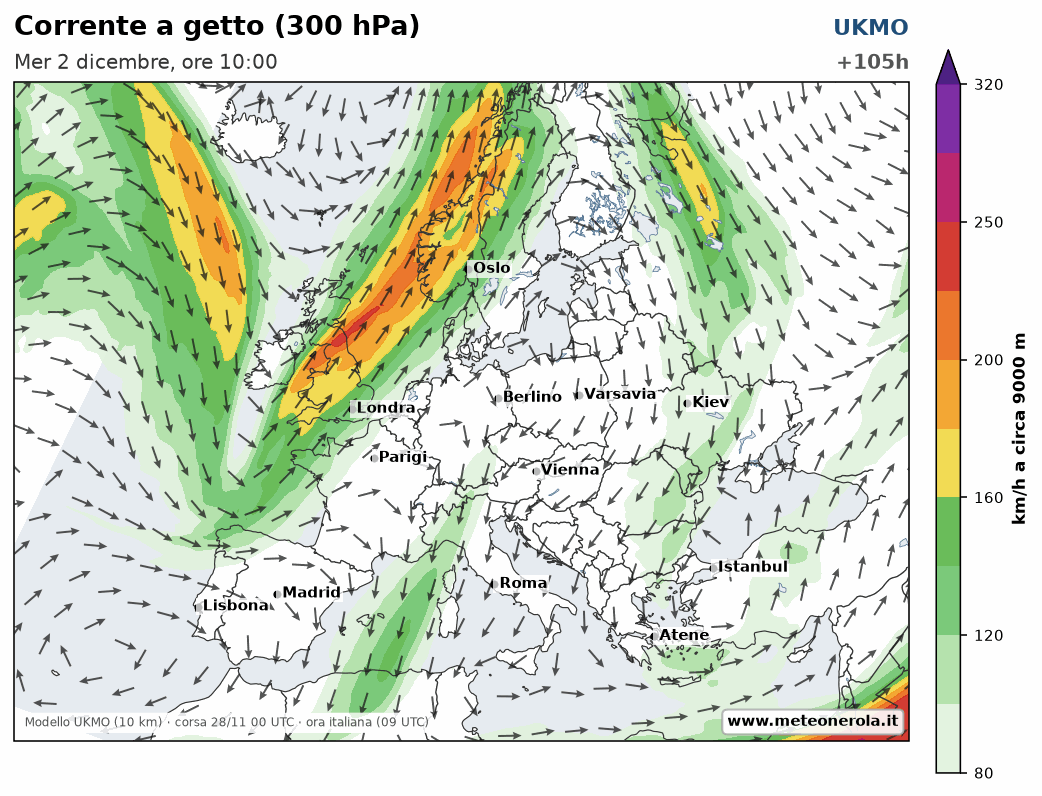 Corrente a getto (300 hPa)
UKMO
Mer 2 dicembre, ore 10:00
+105h
320
250
200
160
120
80
km/h a circa 9000 m
Oslo
Londra
Berlino
Varsavia
Kiev
Parigi
Vienna
Istanbul
Roma
Madrid
Lisbona
Atene
Modello UKMO (10 km) · corsa 28/11 00 UTC · ora italiana (09 UTC)
www.meteonerola.it